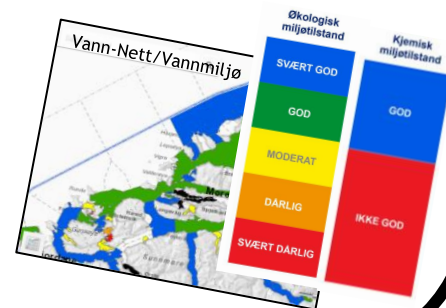 Vann-Nett/Vannmiljø
Økologisk
miljøtilstand
SVÆRT GOD
GOD
MODERAT
DÅRLIG
SVÆRT DÅRLIG
Kjemisk
miljøtilstand
GOD
IKKE GOD